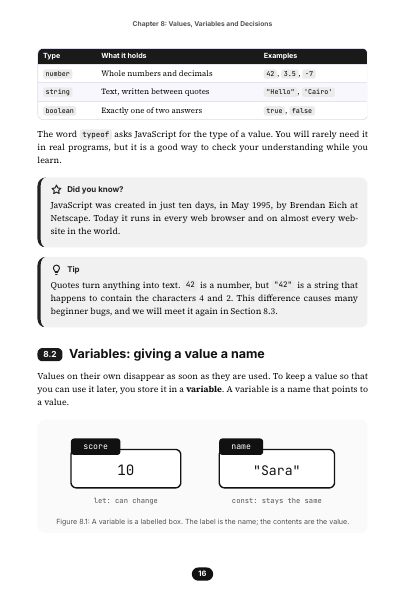 Chapter 8: Values, Variables and Decisions
Type What it holds Examples
number Whole numbers and decimals 42 , 3.5 , -7
string Text, written between quotes "Hello" , 'Cairo'
boolean Exactly one of two answers true , false
The word typeof asks JavaScript for the type of a value. You will rarely need it
in real programs, but it is a good way to check your understanding while you
learn.
Did you know?
JavaScript was created in just ten days, in May 1995, by Brendan Eich at
Netscape. Today it runs in every web browser and on almost every web-
site in the world.
Tip
Quotes turn anything into text. 42 is a number, but "42" is a string that
happens to contain the characters 4 and 2. This difference causes many
beginner bugs, and we will meet it again in Section 8.3.
8.2 Variables: giving a value a name
Values on their own disappear as soon as they are used. To keep a value so that
you can use it later, you store it in a variable. A variable is a name that points to
a value.
score name
10 "Sara"
let: can change const: stays the same
Figure 8.1: A variable is a labelled box. The label is the name; the contents are the value.
16